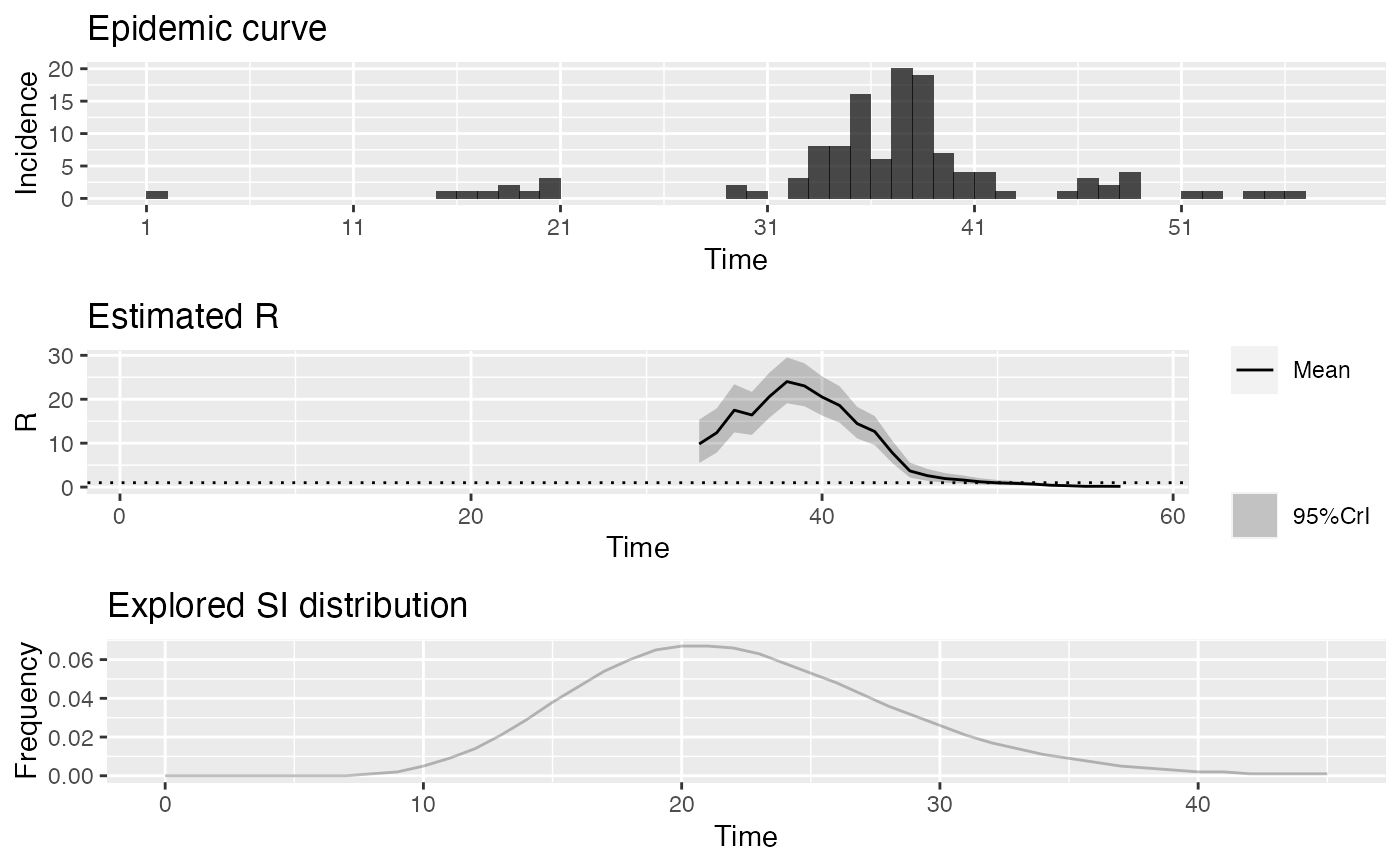 Epidemic curve
Incidence
20
15
10
5
0
1 11 21 31 41 51
Time
Estimated R
R
30
20
10
0
0 20 40 60
Time
Mean
95%CrI
Explored SI distribution
Frequency
0.06
0.04
0.02
0.00
0 10 20 30 40
Time